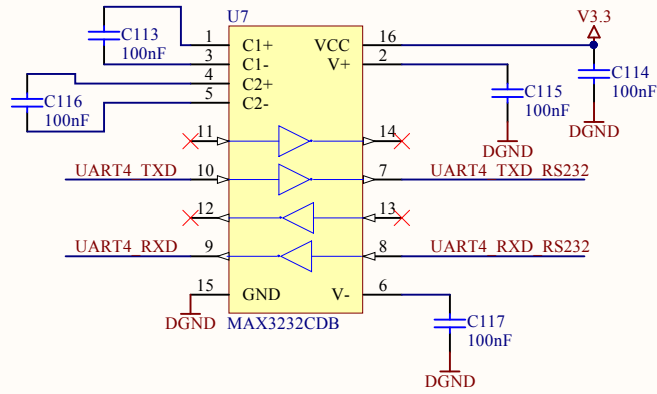 U7
V3.3
C113
100nF
1
C1+
VCC
16
3
C1-
V+
2
C114
100nF
4
C2+
C116
100nF
5
C2-
C115
100nF
DGND
DGND
11
14
UART4_TXD
10
7
UART4_TXD_RS232
12
13
UART4_RXD
9
8
UART4_RXD_RS232
15
GND
V-
6
DGND
MAX3232CDB
C117
100nF
DGND